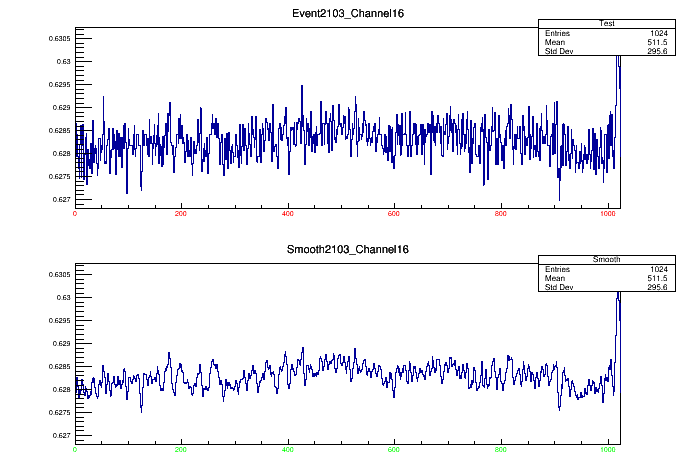 Event2103_Channel16
Test
Entries 1024
Mean 511.5
Std Dev 295.6
0.6305
0.63
0.6295
0.629
0.6285
0.628
0.6275
0.627
0 200 400 600 800 1000
Smooth2103_Channel16
Smooth
Entries 1024
Mean 511.5
Std Dev 295.6
0.6305
0.63
0.6295
0.629
0.6285
0.628
0.6275
0.627
0 200 400 600 800 1000